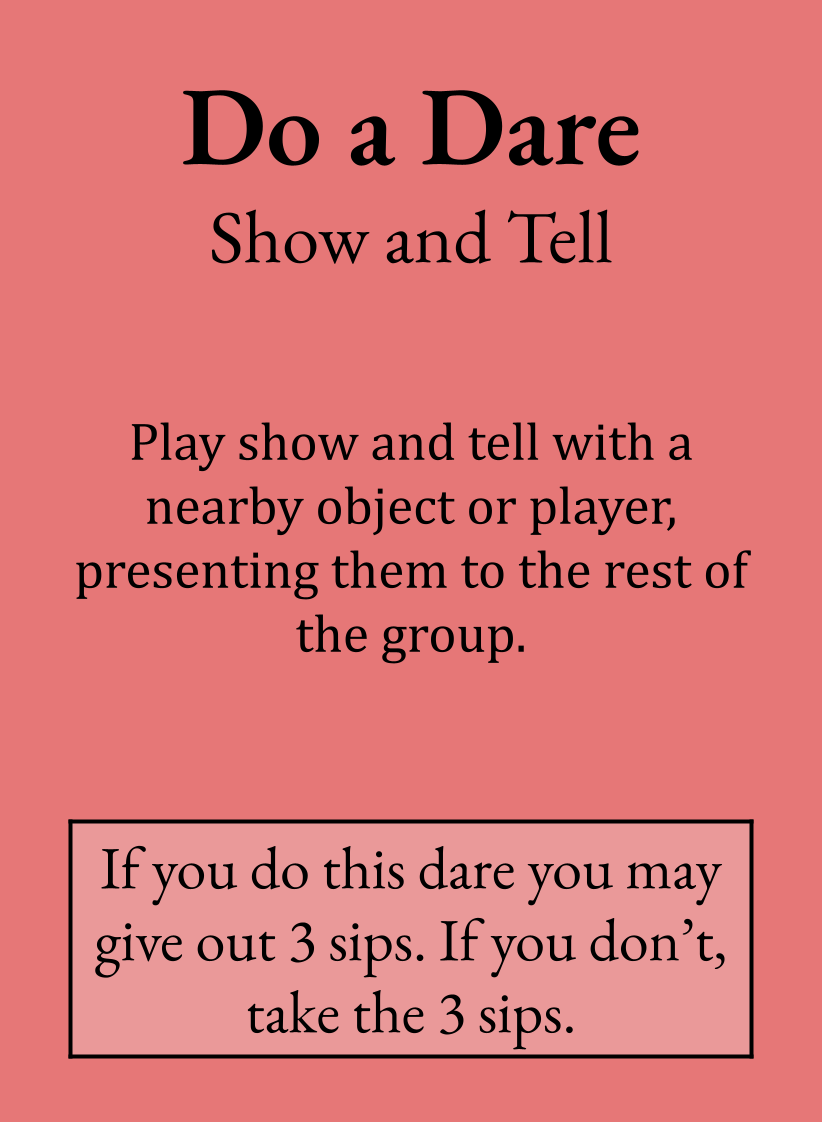 Do a Dare
Show and Tell
Play show and tell with a
nearby object or player,
presenting them to the rest of
the group.
If you do this dare you may
give out 3 sips. If you don’t,
take the 3 sips.